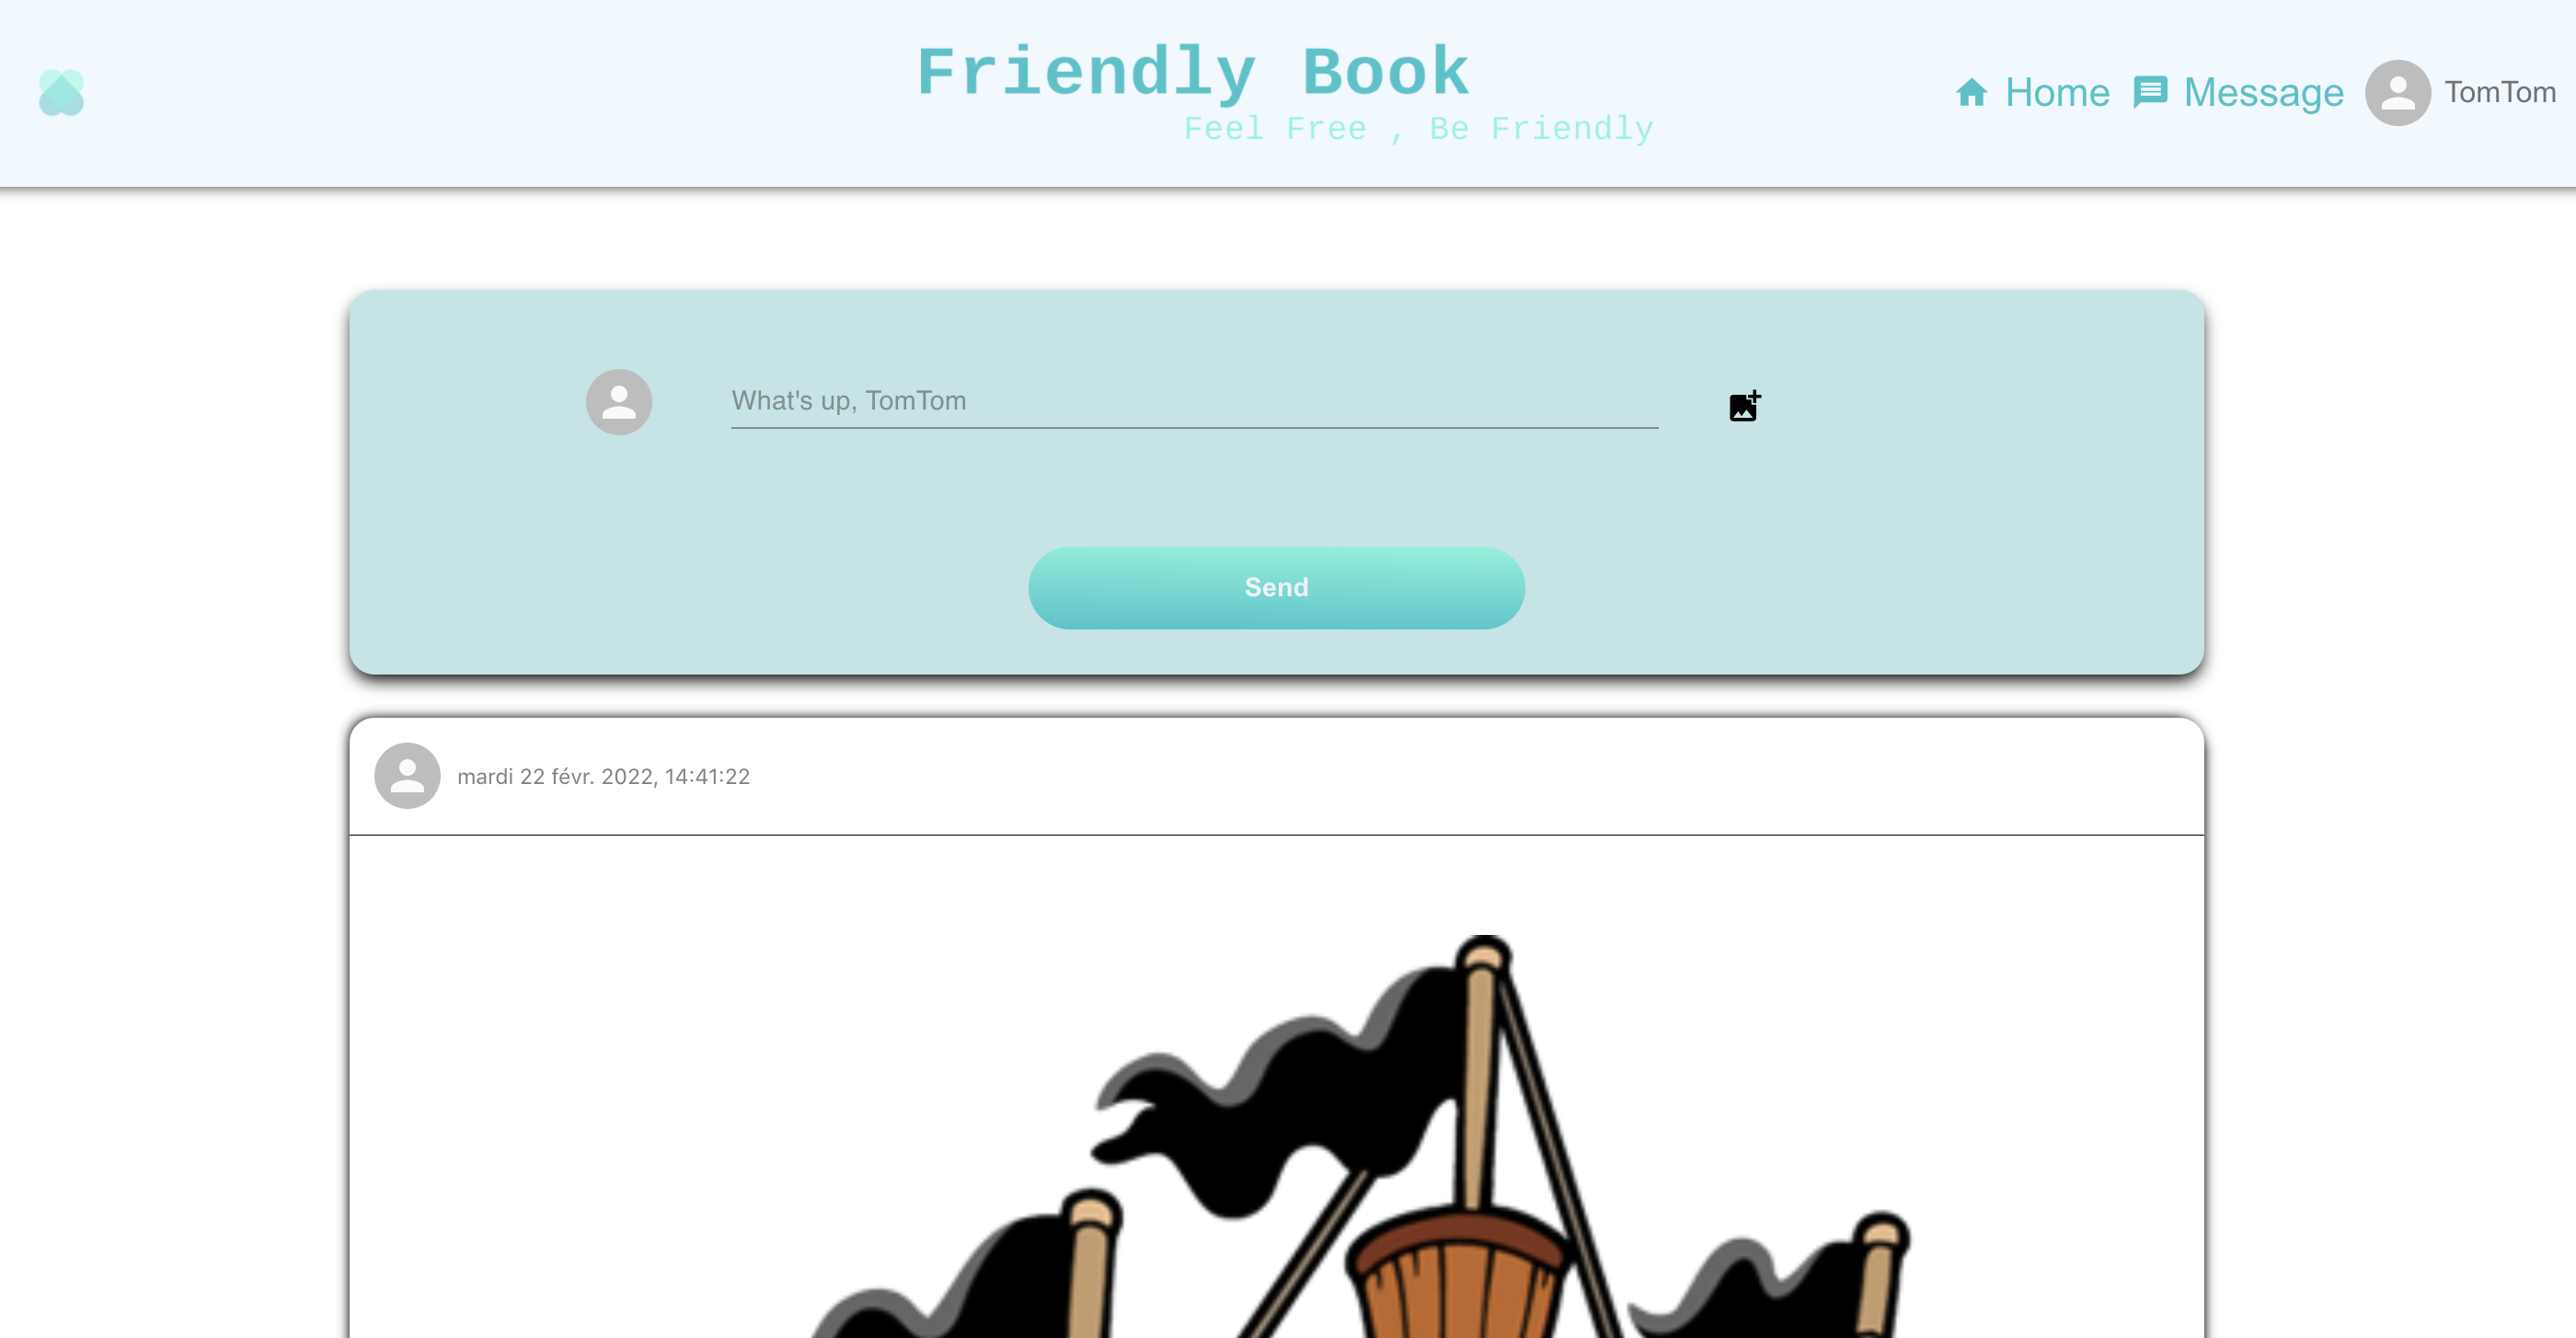 Friendly Book
Feel Free , Be Friendly
Home
Message
TomTom
What's up, TomTom
Send
mardi 22 févr. 2022, 14:41:22